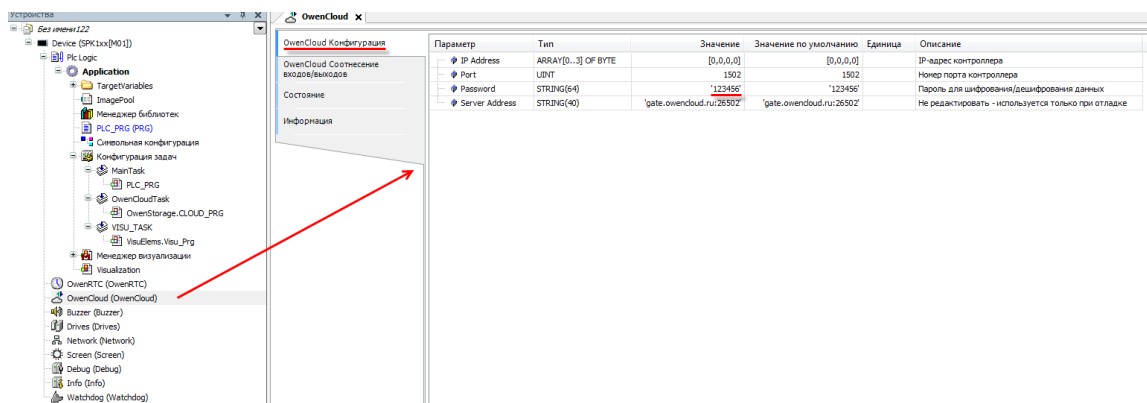 Устройства
Без имени122
Device (SPK1xx[M01])
Plc Logic
Application
TargetVariables
ImagePool
Менеджер библиотек
PLC_PRG (PRG)
Символьная конфигурация
Конфигурация задач
MainTask
PLC_PRG
OwenCloudTask
OwenStorage.CLOUD_PRG
VISU_TASK
VisuElems.Visu_Prg
Менеджер визуализации
Visualization
OwenRTC (OwenRTC)
OwenCloud (OwenCloud)
Buzzer (Buzzer)
Drives (Drives)
Network (Network)
Screen (Screen)
Debug (Debug)
Info (Info)
Watchdog (Watchdog)
OwenCloud
OwenCloud Конфигурация
OwenCloud Соотнесение
входов/выходов
Состояние
Информация
Параметр Тип Значение Значение по умолчанию Единица Описание
IP Address ARRAY[0..3] OF BYTE [0,0,0,0] [0,0,0,0] IP-адрес контроллера
Port UINT 1502 1502 Номер порта контроллера
Password STRING(64) '123456' '123456' Пароль для шифрования/дешифрования данных
Server Address STRING(40) 'gate.owencloud.ru:26502' 'gate.owencloud.ru:26502' Не редактировать - используется только при отладке